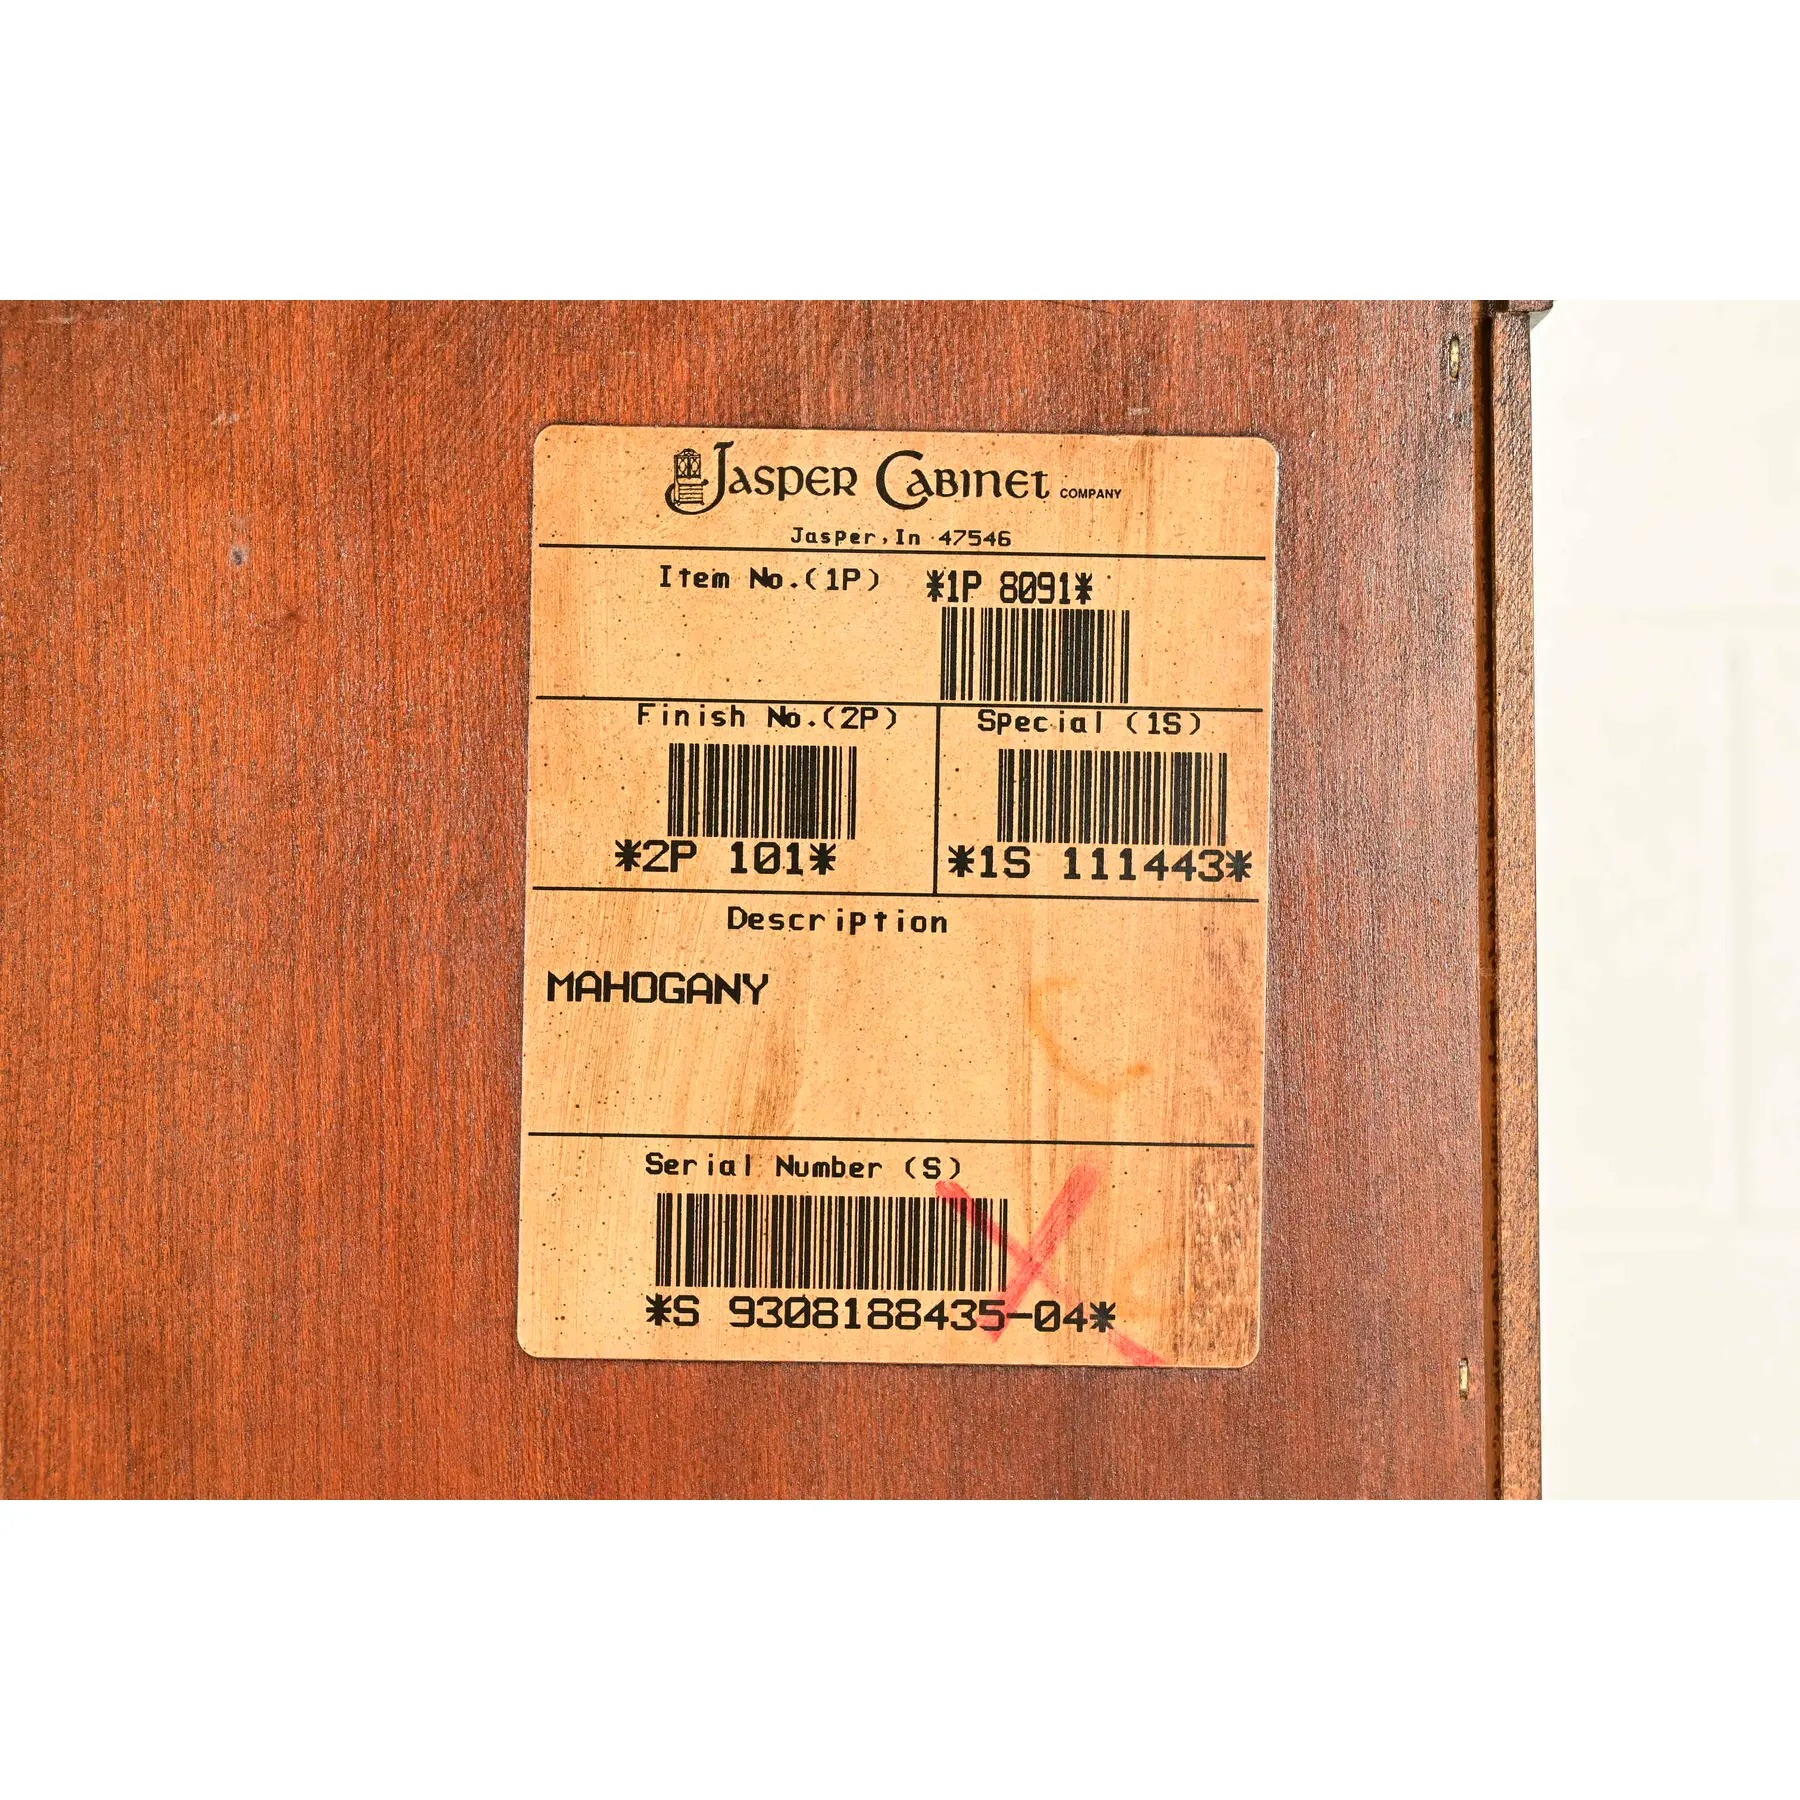 JASPER CABINET COMPANY
Jasper, In 47546
Item No.(1P) *1P 8091*
Finish No.(2P)
*2P 101*
Special (1S)
*1S 111443*
Description
MAHOGANY
Serial Number (S)
*S 9308188435-04*